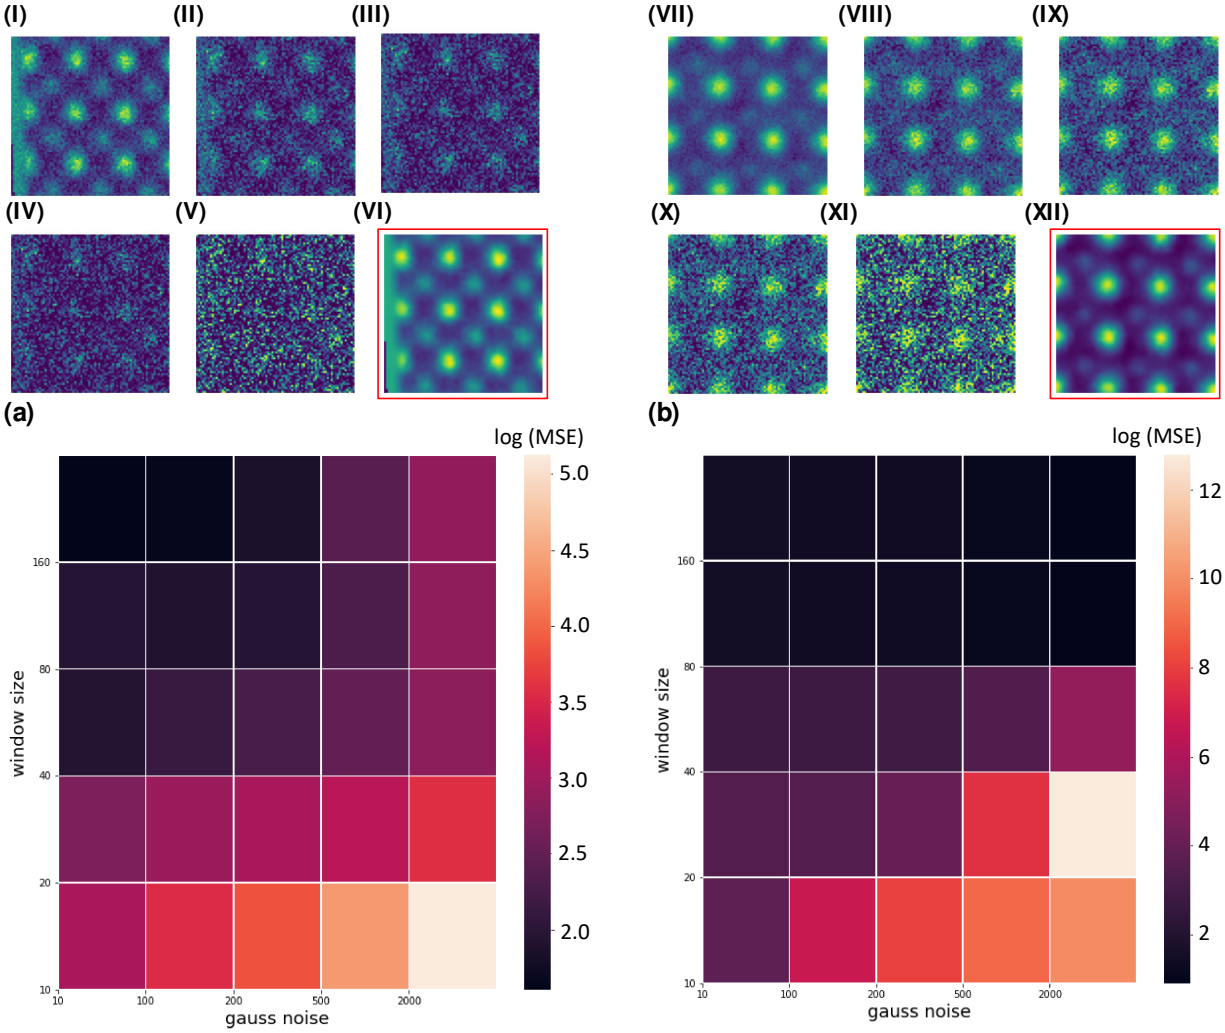 (I) (II) (III) (VII) (VIII) (IX)
(IV) (V) (VI) (X) (XI) (XII)
(a)
log (MSE)
5.0
4.5
4.0
3.5
3.0
2.5
2.0
160
80
40
20
10
window size
10 100 200 500 2000
gauss noise
(b)
log (MSE)
12
10
8
6
4
2
160
80
40
20
10
window size
10 100 200 500 2000
gauss noise